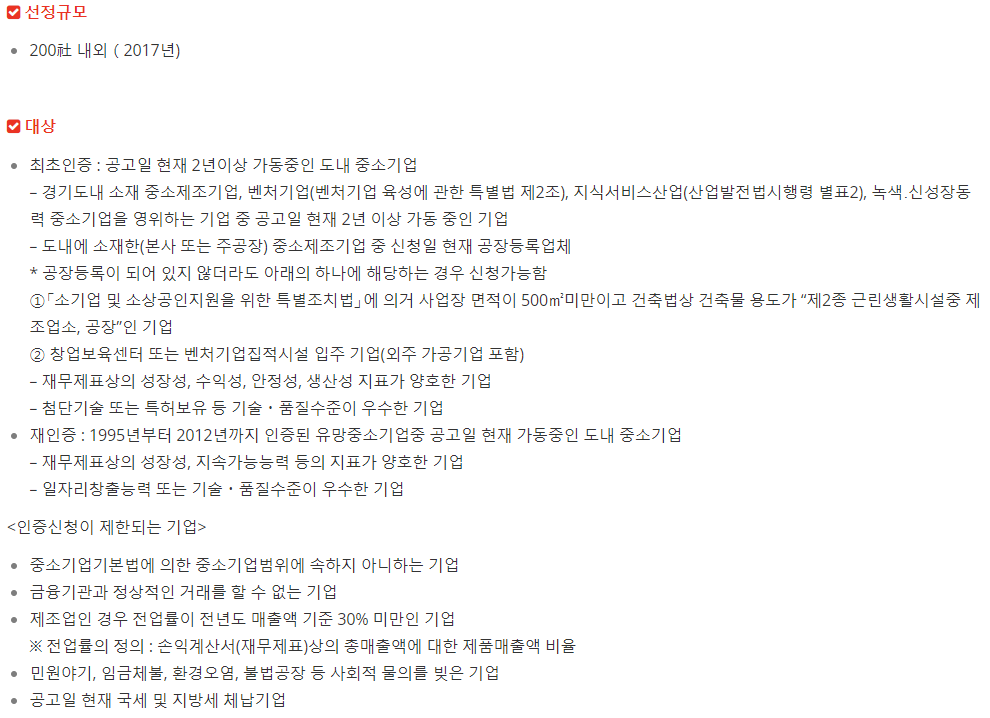 선정규모
200社 내외 ( 2017년)
대상
최초인증 : 공고일 현재 2년이상 가동중인 도내 중소기업
– 경기도내 소재 중소제조기업, 벤처기업(벤처기업 육성에 관한 특별법 제2조), 지식서비스산업(산업발전법시행령 별표2), 녹색.신성장동
력 중소기업을 영위하는 기업 중 공고일 현재 2년 이상 가동 중인 기업
– 도내에 소재한(본사 또는 주공장) 중소제조기업 중 신청일 현재 공장등록업체
* 공장등록이 되어 있지 않더라도 아래의 하나에 해당하는 경우 신청가능함
①「소기업 및 소상공인지원을 위한 특별조치법」에 의거 사업장 면적이 500㎡미만이고 건축법상 건축물 용도가 “제2종 근린생활시설중 제
조업소, 공장”인 기업
② 창업보육센터 또는 벤처기업집적시설 입주 기업(외주 가공기업 포함)
– 재무제표상의 성장성, 수익성, 안정성, 생산성 지표가 양호한 기업
– 첨단기술 또는 특허보유 등 기술・품질수준이 우수한 기업
재인증 : 1995년부터 2012년까지 인증된 유망중소기업중 공고일 현재 가동중인 도내 중소기업
– 재무제표상의 성장성, 지속가능능력 등의 지표가 양호한 기업
– 일자리창출능력 또는 기술・품질수준이 우수한 기업
<인증신청이 제한되는 기업>
중소기업기본법에 의한 중소기업범위에 속하지 아니하는 기업
금융기관과 정상적인 거래를 할 수 없는 기업
제조업인 경우 전업률이 전년도 매출액 기준 30% 미만인 기업
※ 전업률의 정의 : 손익계산서(재무제표)상의 총매출액에 대한 제품매출액 비율
민원야기, 임금체불, 환경오염, 불법공장 등 사회적 물의를 빚은 기업
공고일 현재 국세 및 지방세 체납기업